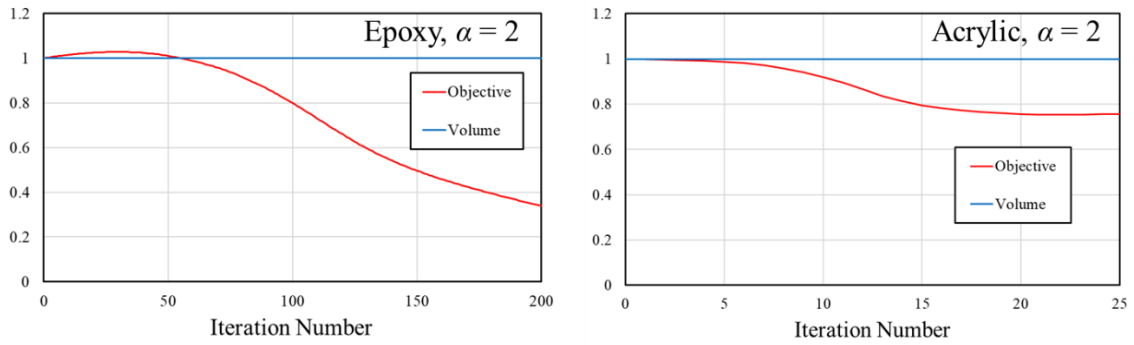 Epoxy, α = 2
1.2
1
0.8
0.6
0.4
0.2
0
Objective
Volume
0 50 100 150 200
Iteration Number
Acrylic, α = 2
1.2
1
0.8
0.6
0.4
0.2
0
Objective
Volume
0 5 10 15 20 25
Iteration Number